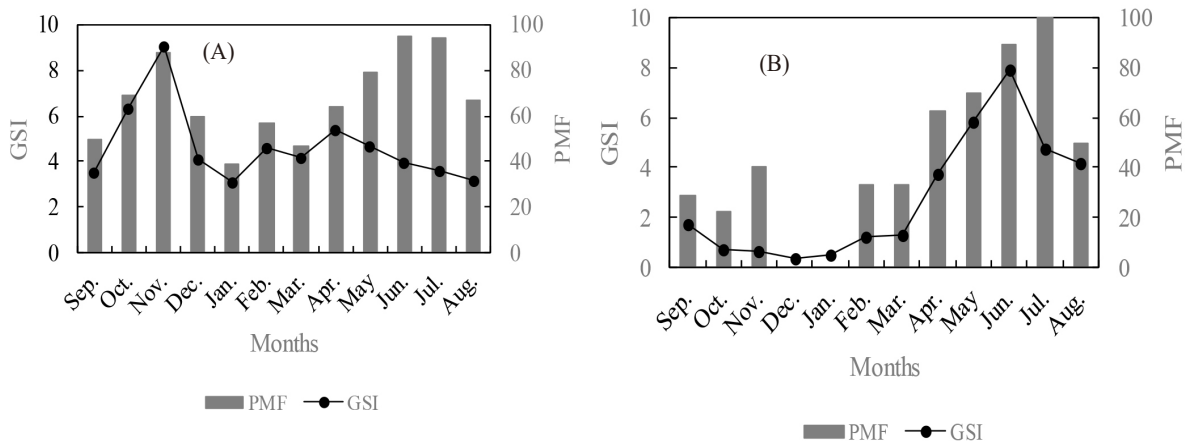 (A)
GSI
10
8
6
4
2
0
100
80
60
40
20
0
PMF
Sep. Oct. Nov. Dec. Jan. Feb. Mar. Apr. May Jun. Jul. Aug.
Months
PMF GSI
(B)
GSI
10
8
6
4
2
0
100
80
60
40
20
0
PMF
Sep. Oct. Nov. Dec. Jan. Feb. Mar. Apr. May Jun. Jul. Aug.
Months
PMF GSI